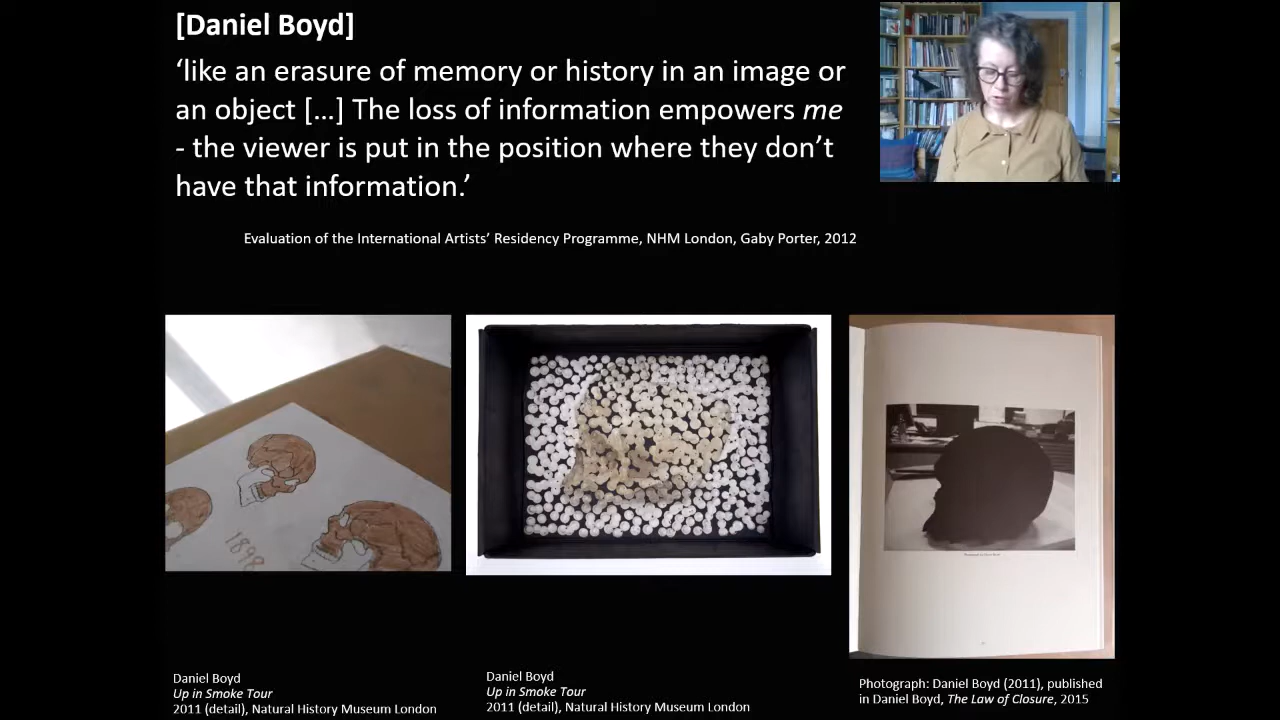 [Daniel Boyd]
‘like an erasure of memory or history in an image or
an object [...] The loss of information empowers me
- the viewer is put in the position where they don’t
have that information.’
Evaluation of the International Artists’ Residency Programme, NHM London, Gaby Porter, 2012
1898
Daniel Boyd
Up in Smoke Tour
2011 (detail), Natural History Museum London
Daniel Boyd
Up in Smoke Tour
2011 (detail), Natural History Museum London
Photograph: Daniel Boyd (2011), published
in Daniel Boyd, The Law of Closure, 2015